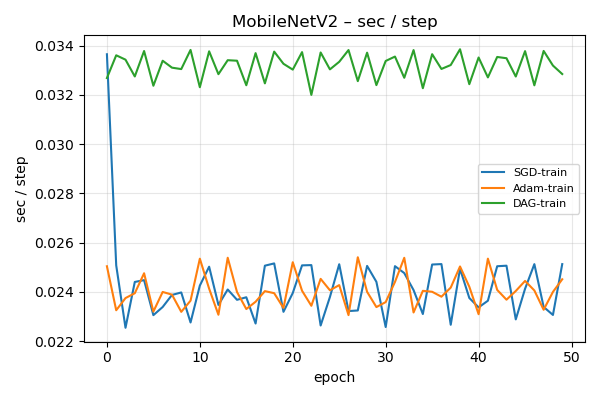 MobileNetV2 – sec / step
sec / step
0.034
0.032
0.030
0.028
0.026
0.024
0.022
SGD-train
Adam-train
DAG-train
0
10
20
30
40
50
epoch